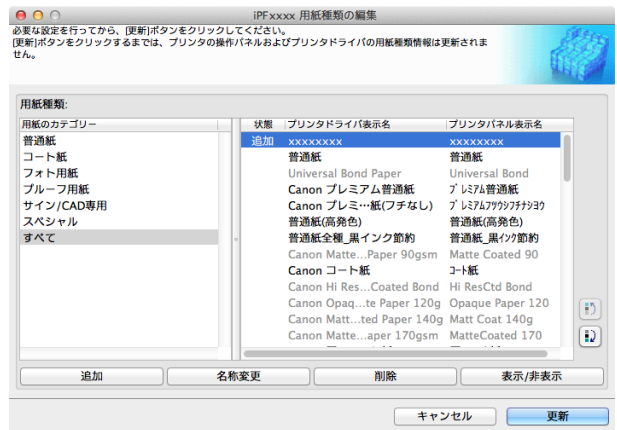 iPFxxxx 用紙種類の編集
必要な設定を行ってから、[更新]ボタンをクリックしてください。
[更新]ボタンをクリックするまでは、プリンタの操作パネルおよびプリンタドライバの用紙種類情報は更新されま
せん。
用紙種類:
用紙のカテゴリー
普通紙
コート紙
フォト用紙
プルーフ用紙
サイン/CAD専用
スペシャル
すべて
状態 プリンタドライバ表示名 プリンタパネル表示名
追加 xxxxxxxx xxxxxxxx
普通紙 普通紙
Universal Bond Paper Universal Bond
Canon プレミアム普通紙 ﾌﾟﾚﾐｱﾑ普通紙
Canon プレミ…紙(フチなし) ﾌﾟﾚﾐｱﾑﾌﾂｳｼﾌﾁﾅｼﾖｳ
普通紙(高発色) 普通紙(高発色)
普通紙全種_黒インク節約 普通紙_黒ｲﾝｸ節約
Canon Matte…Paper 90gsm Matte Coated 90
Canon コート紙 ｺｰﾄ紙
Canon Hi Res…Coated Bond Hi ResCtd Bond
Canon Opaq…te Paper 120g Opaque Paper 120
Canon Matt…ted Paper 140g Matt Coat 140g
Canon Matte…aper 170gsm MatteCoated 170
追加 名称変更 削除 表示/非表示
キャンセル 更新